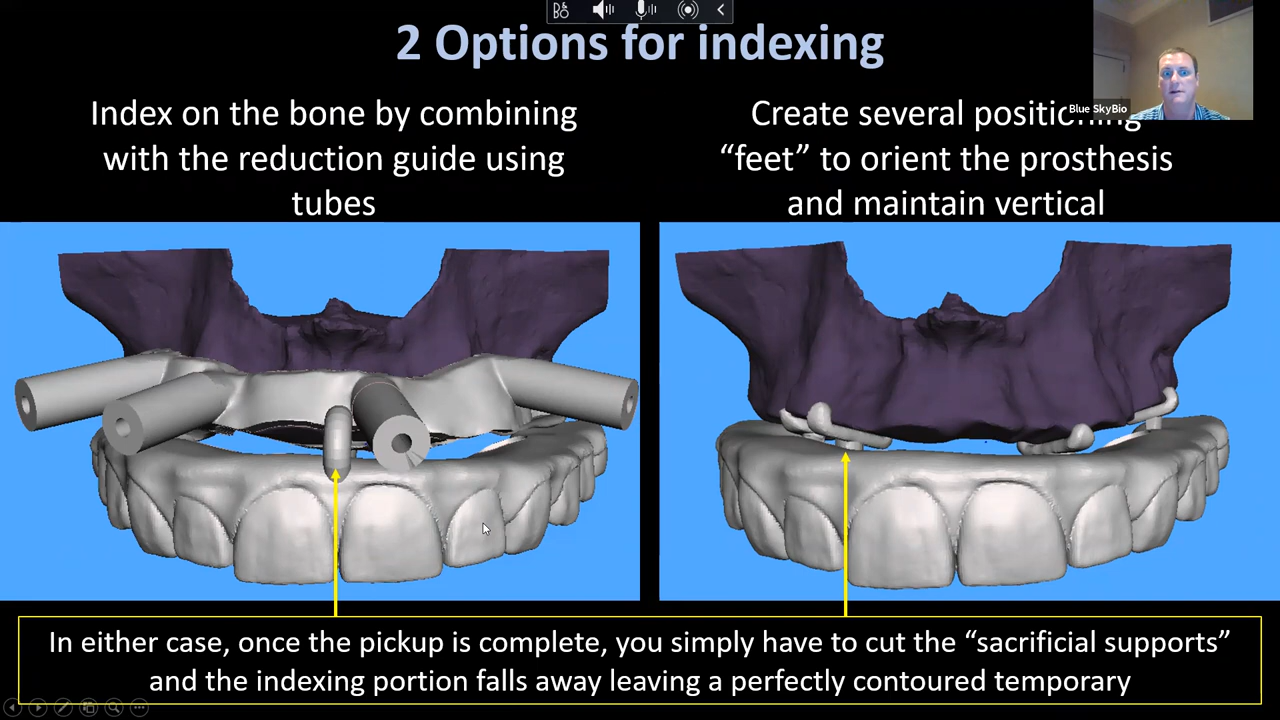 2 Options for indexing
Index on the bone by combining
with the reduction guide using
tubes
Create several positioning
“feet” to orient the prosthesis
and maintain vertical
Blue SkyBio
In either case, once the pickup is complete, you simply have to cut the “sacrificial supports”
and the indexing portion falls away leaving a perfectly contoured temporary